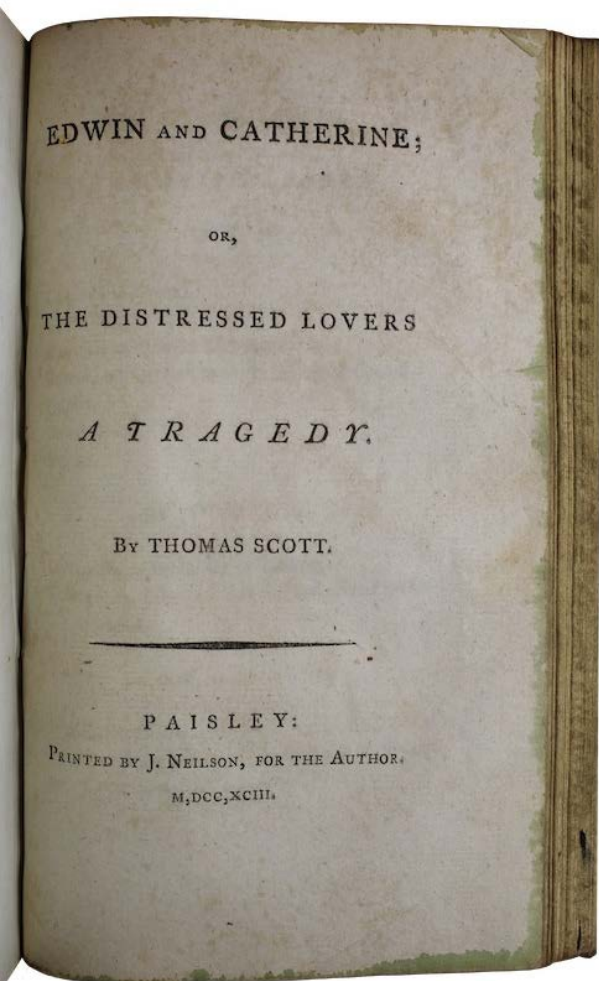 EDWIN AND CATHERINE;
OR,
THE DISTRESSED LOVERS
A TRAGEDY.
By THOMAS SCOTT.
PAISLEY:
PRINTED BY J. NEILSON, FOR THE AUTHOR.
M,DCC,XCIII.